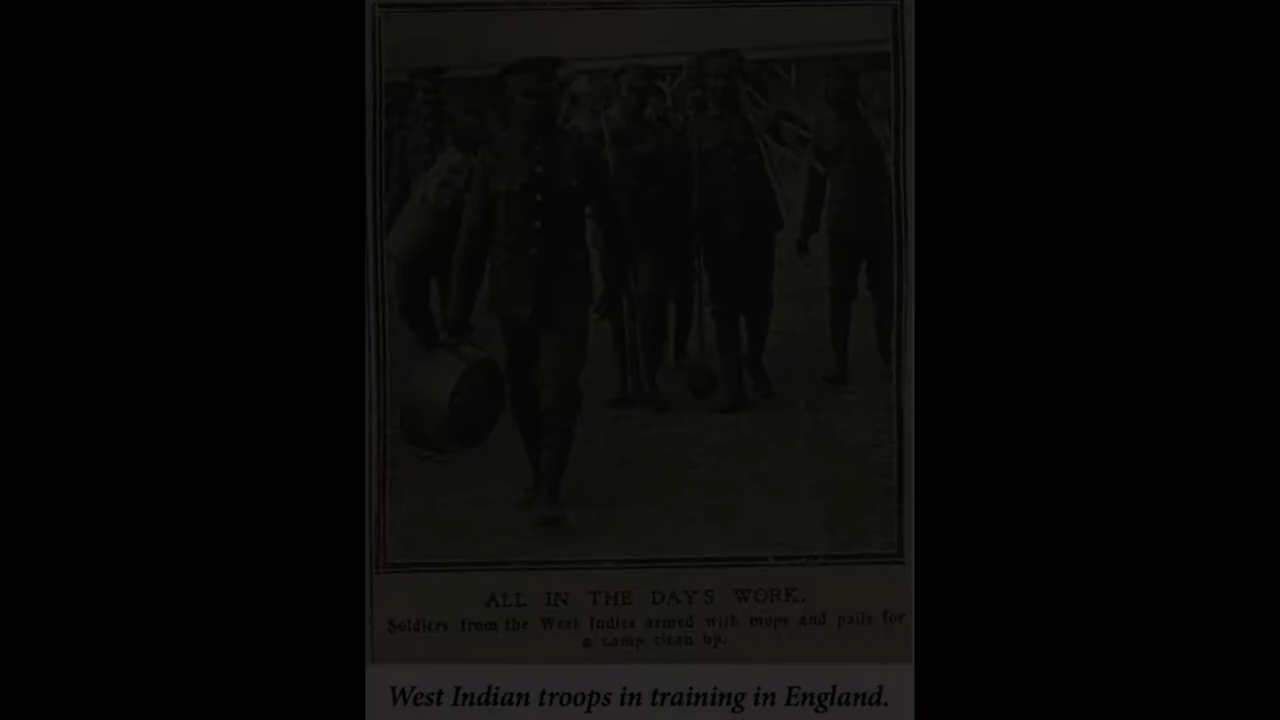 ALL IN THE DAY'S WORK.
Soldiers from the West Indies armed with mops and pails for
a camp clean up.
West Indian troops in training in England.